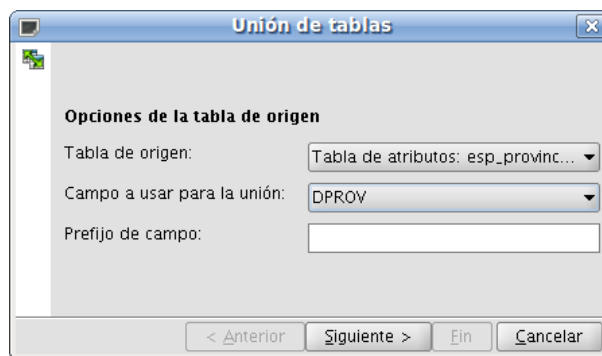 Unión de tablas
Opciones de la tabla de origen
Tabla de origen: Tabla de atributos: esp_provinc...
Campo a usar para la unión: DPROV
Prefijo de campo:
< Anterior Siguiente > Fin Cancelar